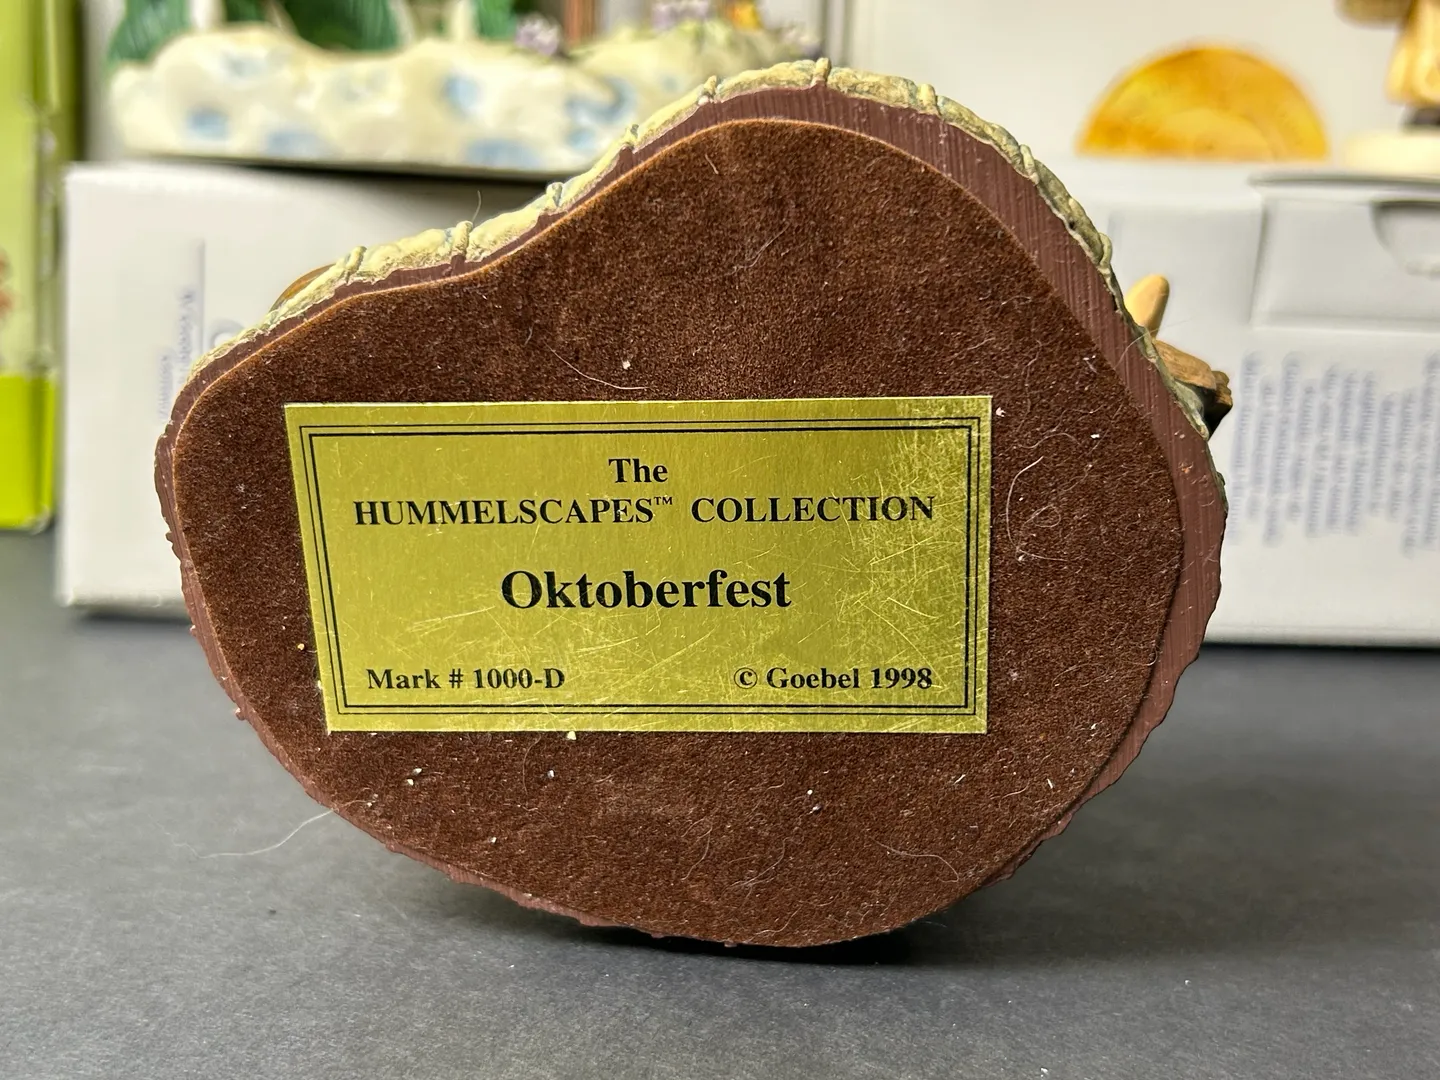 The
HUMMELSCAPES™ COLLECTION
Oktoberfest
Mark # 1000-D © Goebel 1998